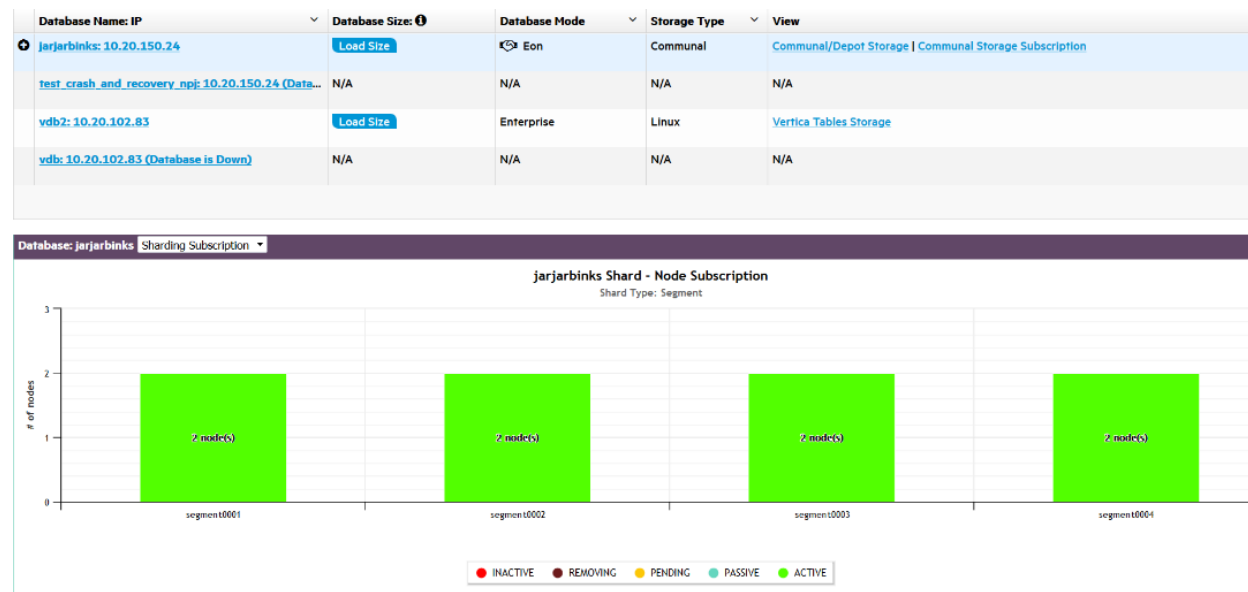 Database Name: IP Database Size: Database Mode Storage Type View
jarjarbinks: 10.20.150.24 Load Size Eon Communal Communal/Depot Storage | Communal Storage Subscription
test_crash_and_recovery_npj: 10.20.150.24 (Data... N/A N/A N/A N/A
vdb2: 10.20.102.83 Load Size Enterprise Linux Vertica Tables Storage
vdb: 10.20.102.83 (Database is Down) N/A N/A N/A N/A
Database: jarjarbinks Sharding Subscription
jarjarbinks Shard - Node Subscription
Shard Type: Segment
# of nodes
3
2
1
0
2 node(s) 2 node(s) 2 node(s) 2 node(s)
segment0001 segment0002 segment0003 segment0004
INACTIVE REMOVING PENDING PASSIVE ACTIVE